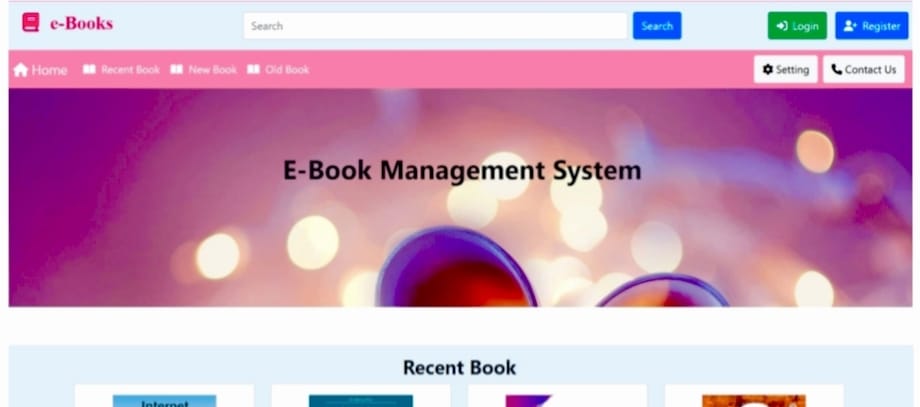 e-Books
Search Search Login Register
Home Recent Book New Book Old Book Setting Contact Us
E-Book Management System
Recent Book
Internet